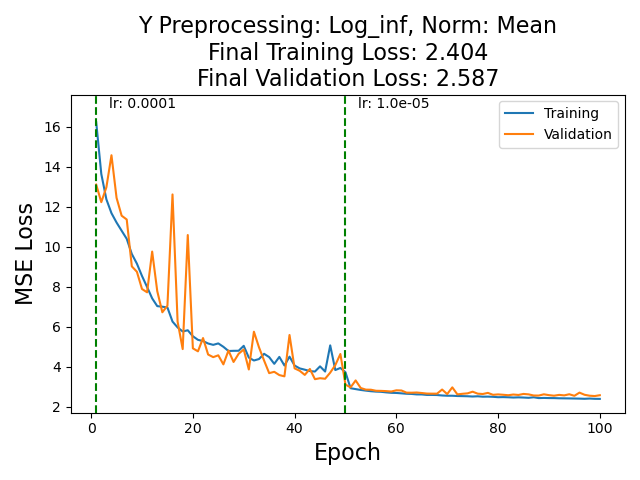 Y Preprocessing: Log_inf, Norm: Mean
Final Training Loss: 2.404
Final Validation Loss: 2.587
lr: 0.0001
lr: 1.0e-05
Training
Validation
16
14
12
10
8
6
4
2
MSE Loss
0
20
40
60
80
100
Epoch